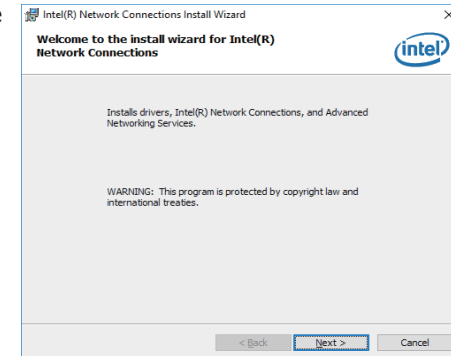 e
Intel(R) Network Connections Install Wizard
Welcome to the install wizard for Intel(R)
Network Connections
intel
Installs drivers, Intel(R) Network Connections, and Advanced
Networking Services.
WARNING: This program is protected by copyright law and
international treaties.
< Back Next > Cancel